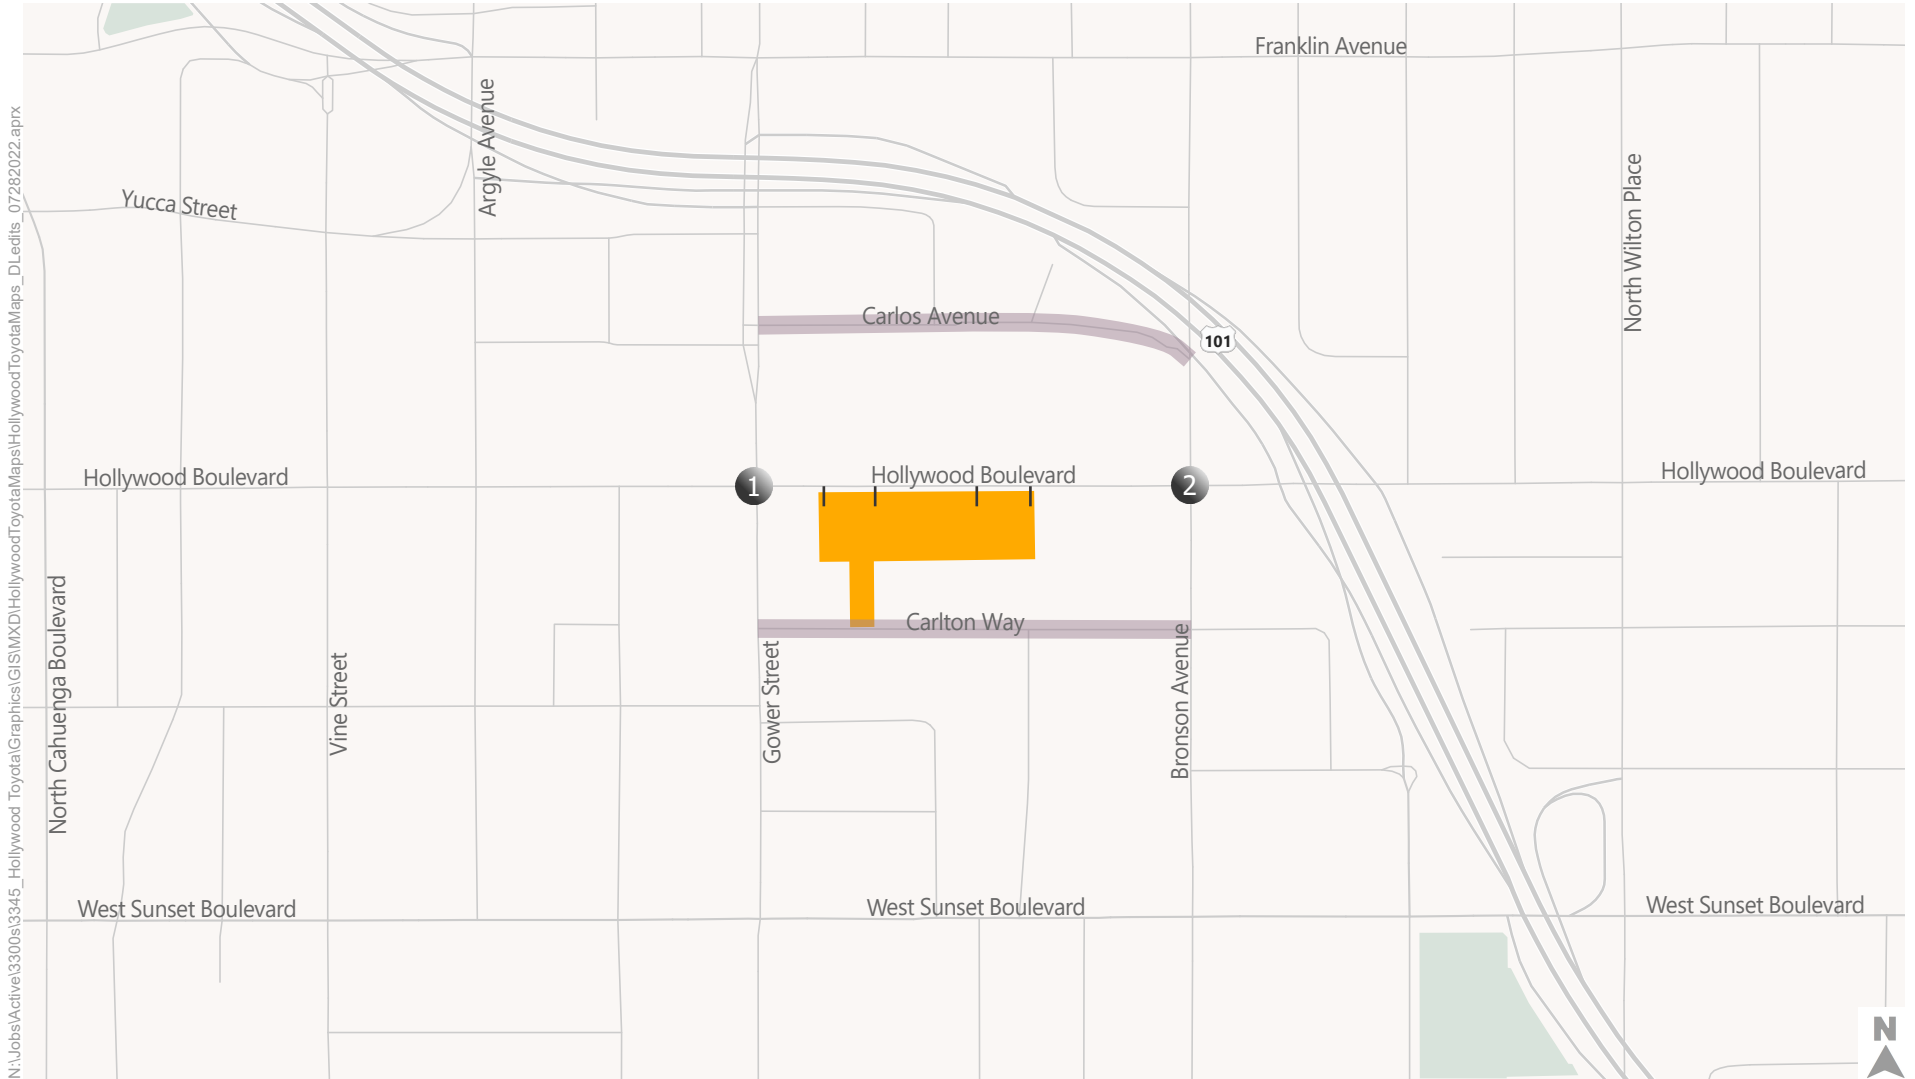 Franklin Avenue
Argyle Avenue
Yucca Street
North Wilton Place
Carlos Avenue
101
Hollywood Boulevard
Hollywood Boulevard
Hollywood Boulevard
1
2
North Cahuenga Boulevard
Vine Street
Gower Street
Carlton Way
Bronson Avenue
West Sunset Boulevard
West Sunset Boulevard
West Sunset Boulevard
N
N:\Jobs\Active\3300s\3345_Hollywood Toyota\Graphics\GIS\MXD\HollywoodToyotaMaps\HollywoodToyotaMaps_DLedits_07282022.aprx